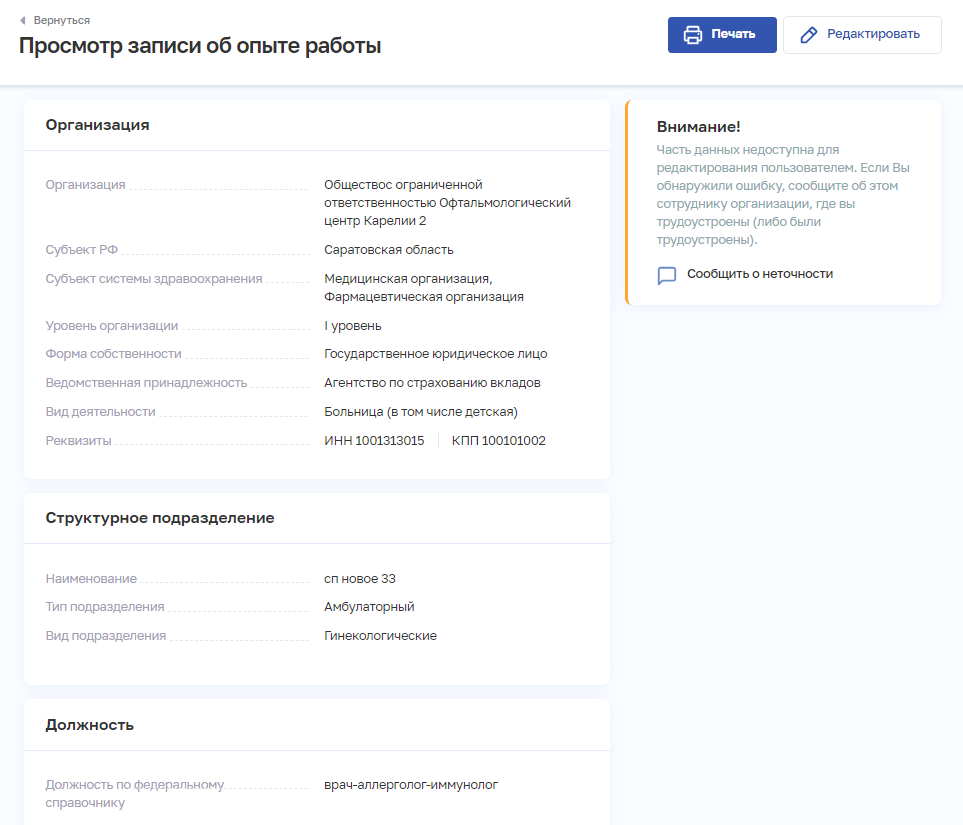 Вернуться
Просмотр записи об опыте работы
Печать
Редактировать
Организация
Организация
Обществос ограниченной
ответственностью Офтальмологический
центр Карелии 2
Субъект РФ
Саратовская область
Субъект системы здравоохранения
Медицинская организация,
Фармацевтическая организация
Уровень организации
I уровень
Форма собственности
Государственное юридическое лицо
Ведомственная принадлежность
Агентство по страхованию вкладов
Вид деятельности
Больница (в том числе детская)
Реквизиты
ИНН 1001313015
КПП 100101002
Внимание!
Часть данных недоступна для
редактирования пользователем. Если Вы
обнаружили ошибку, сообщите об этом
сотруднику организации, где вы
трудоустроены (либо были
трудоустроены).
Сообщить о неточности
Структурное подразделение
Наименование
сп новое 33
Тип подразделения
Амбулаторный
Вид подразделения
Гинекологические
Должность
Должность по федеральному
справочнику
врач-аллерголог-иммунолог